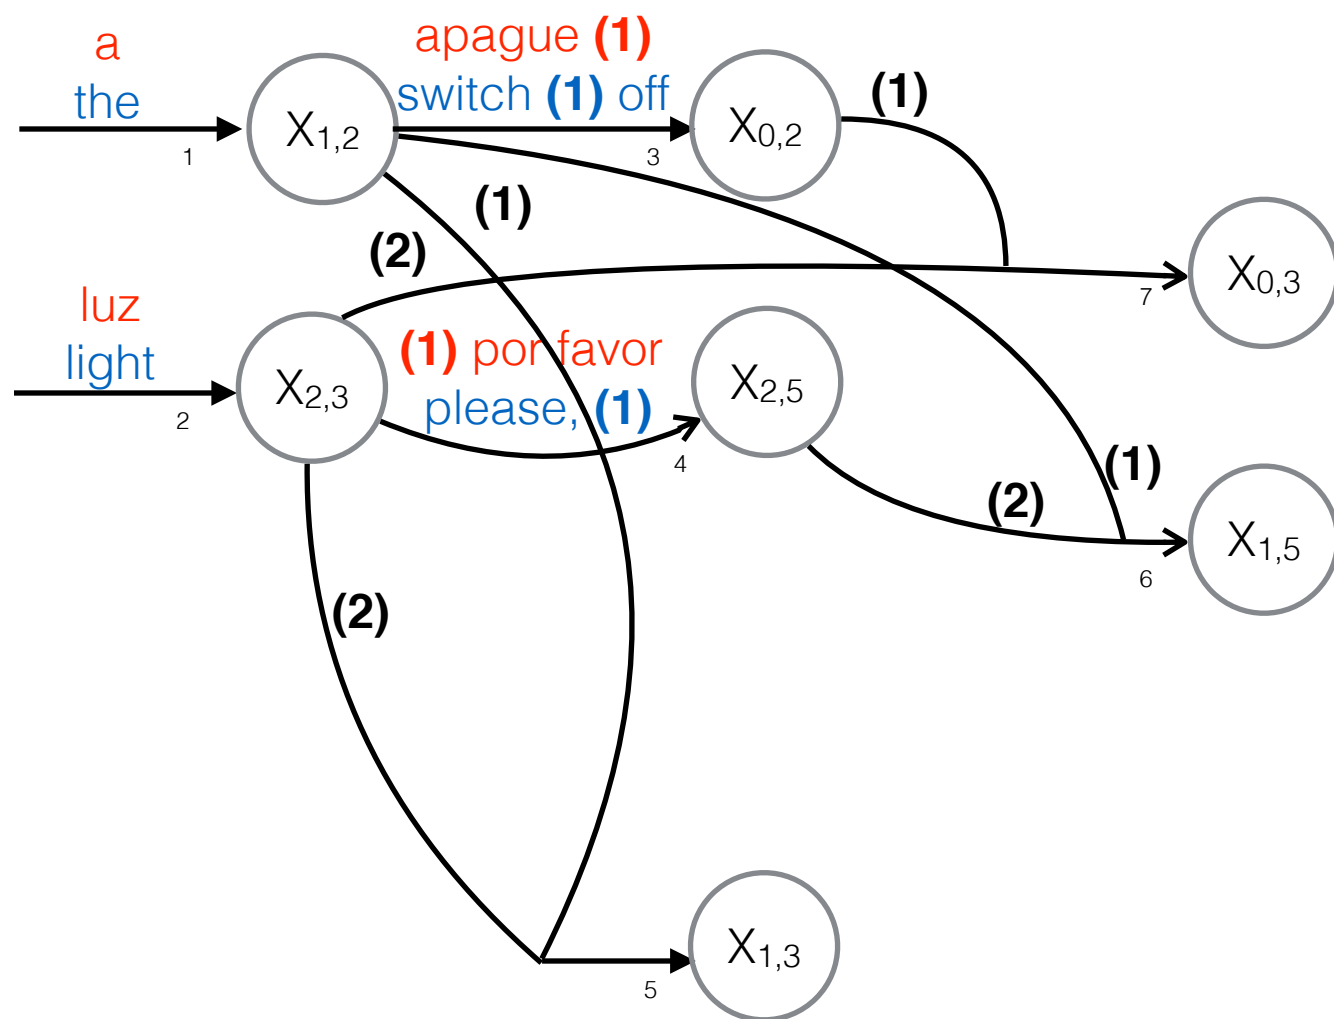 a
the
1
X1,2
apague (1)
switch (1) off
3
X0,2
(1)
(1)
(2)
7
X0,3
luz
light
2
X2,3
(1) por favor
please, (1)
4
X2,5
(1)
(2)
6
X1,5
(2)
5
X1,3